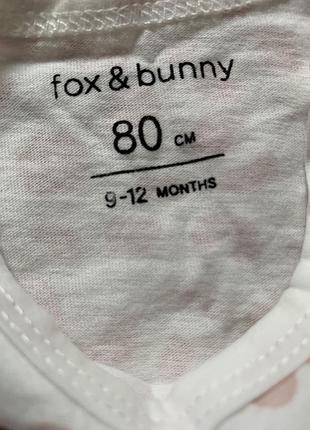 fox & bunny
80 CM
9-12 MONTHS